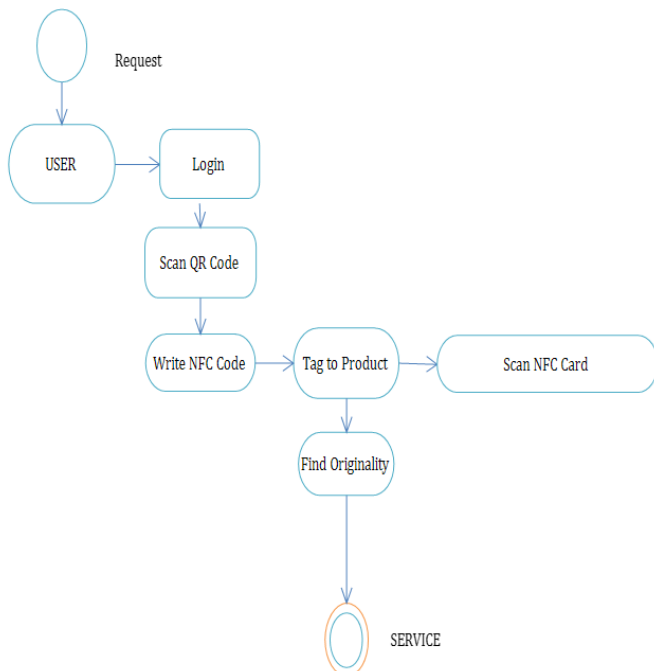 Request
USER
Login
Scan QR Code
Write NFC Code
Tag to Product
Scan NFC Card
Find Originality
SERVICE